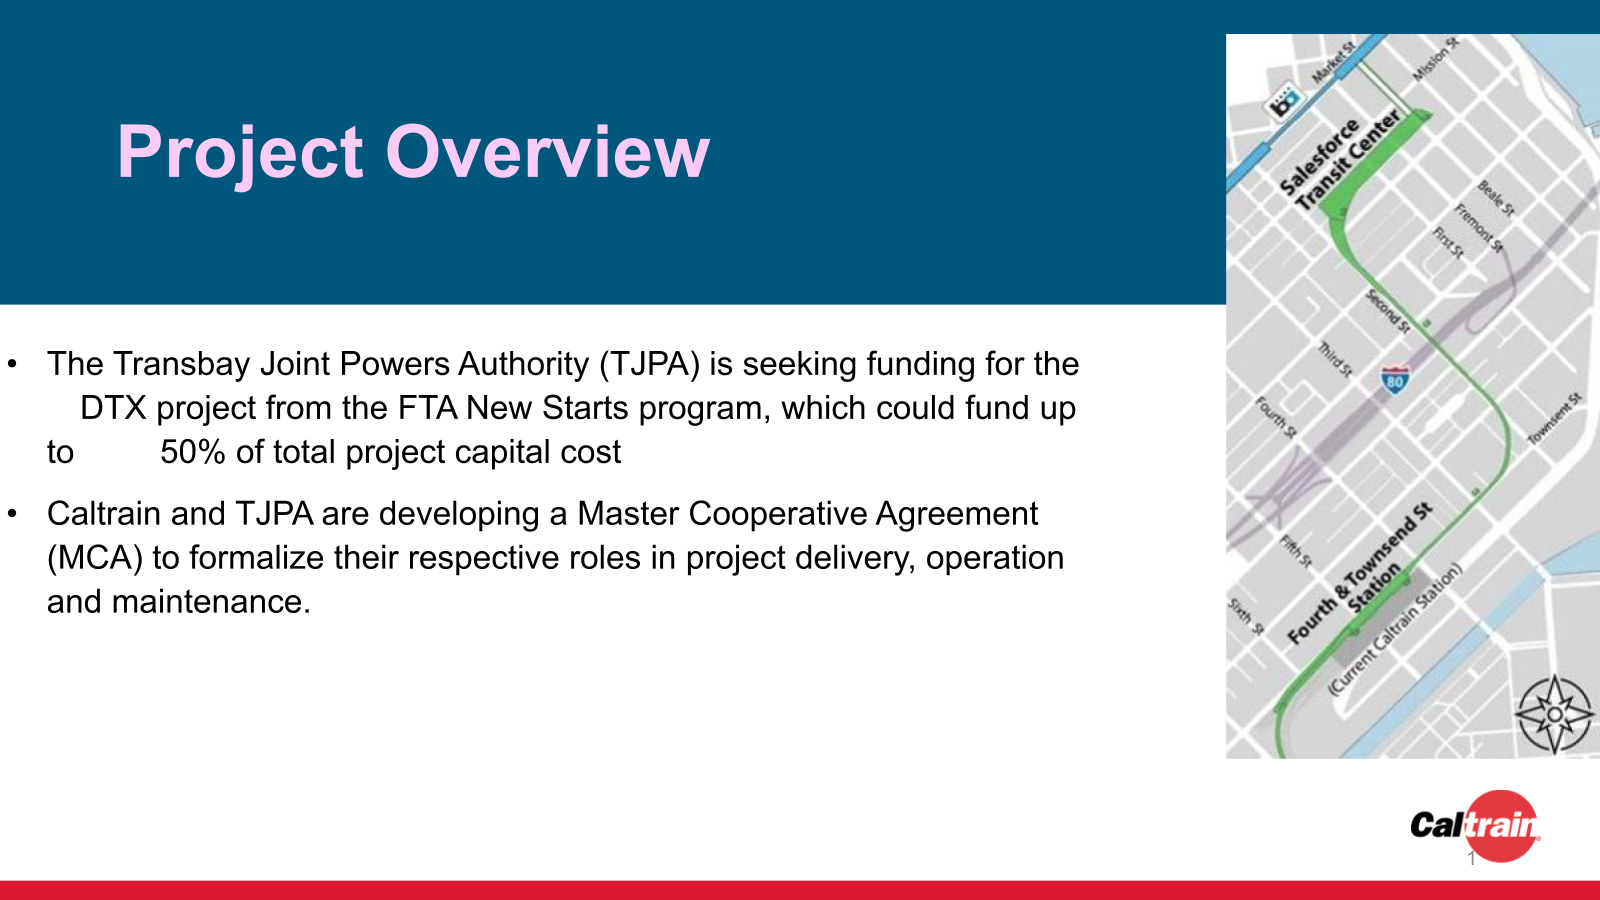 Project Overview
• The Transbay Joint Powers Authority (TJPA) is seeking funding for the
DTX project from the FTA New Starts program, which could fund up
to 50% of total project capital cost
• Caltrain and TJPA are developing a Master Cooperative Agreement
(MCA) to formalize their respective roles in project delivery, operation
and maintenance.
Market St
Mission St
ba
Salesforce
Transit Center
Beale St
Fremont St
First St
Second St
Third St
80
Fourth St
Townsent St
Fifth St
Fourth & Townsend St
Station
(Current Caltrain Station)
Sixth St
Caltrain
1